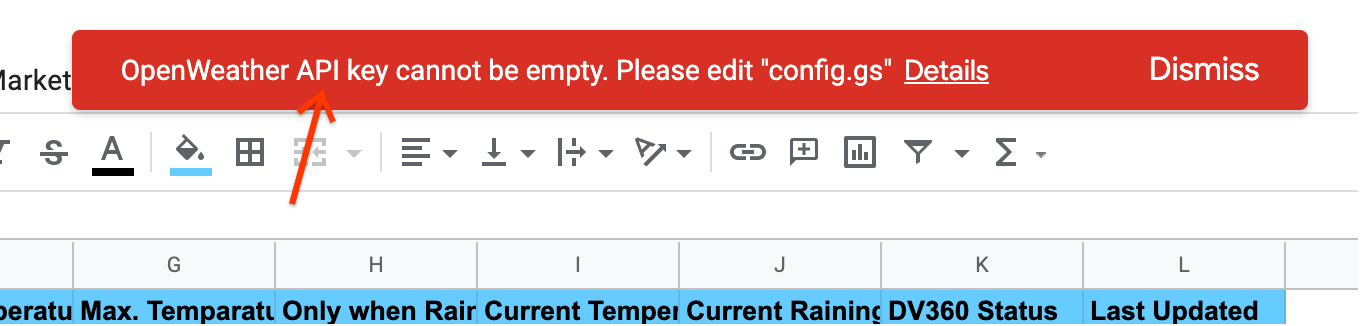 OpenWeather API key cannot be empty. Please edit "config.gs" Details Dismiss
Market
A
G H I J K L
Max. Temparatu Only when Rain Current Temper Current Raining DV360 Status Last Updated